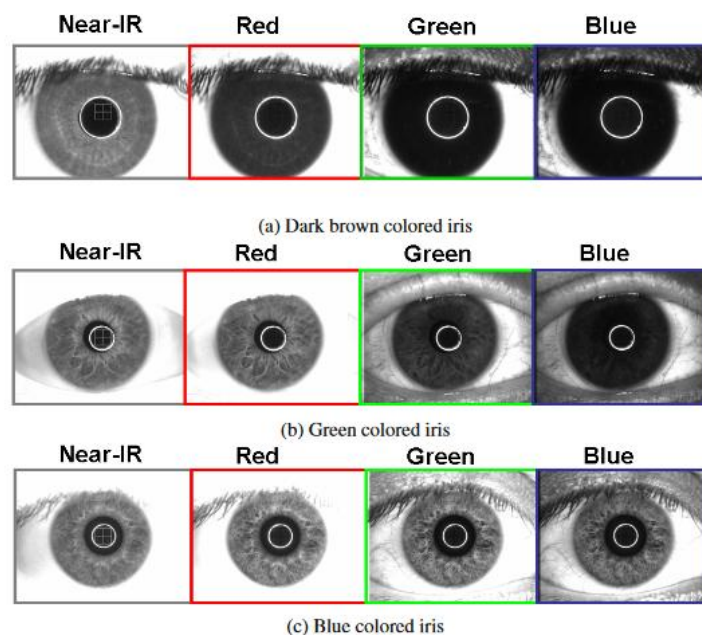 Near-IR Red Green Blue
(a) Dark brown colored iris
Near-IR Red Green Blue
(b) Green colored iris
Near-IR Red Green Blue
(c) Blue colored iris